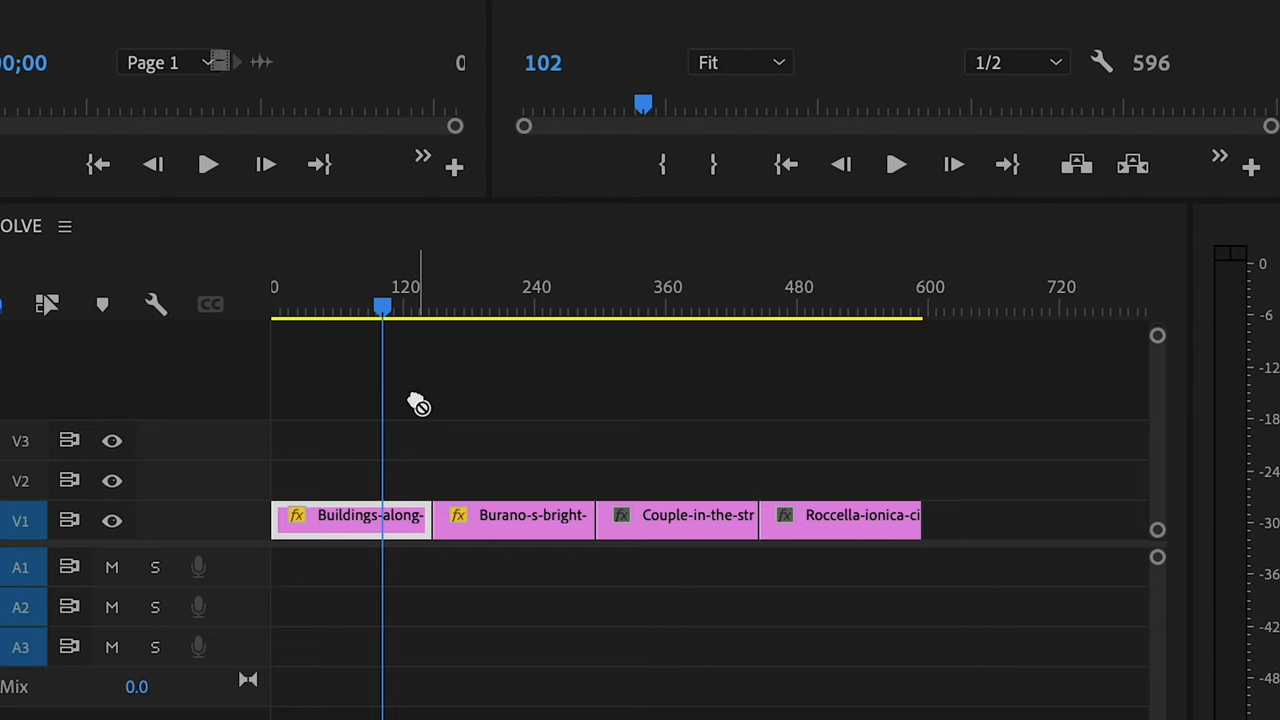 00;00 Page 1 0 102 Fit 1/2 596
OLVE
0 120 240 360 480 600 720
CC
0
-6
-12
-18
-24
-30
-36
-42
-48
V3
V2
V1 fx Buildings-along- fx Burano-s-bright- fx Couple-in-the-str fx Roccella-ionica-ci
A1 M S
A2 M S
A3 M S
Mix 0.0